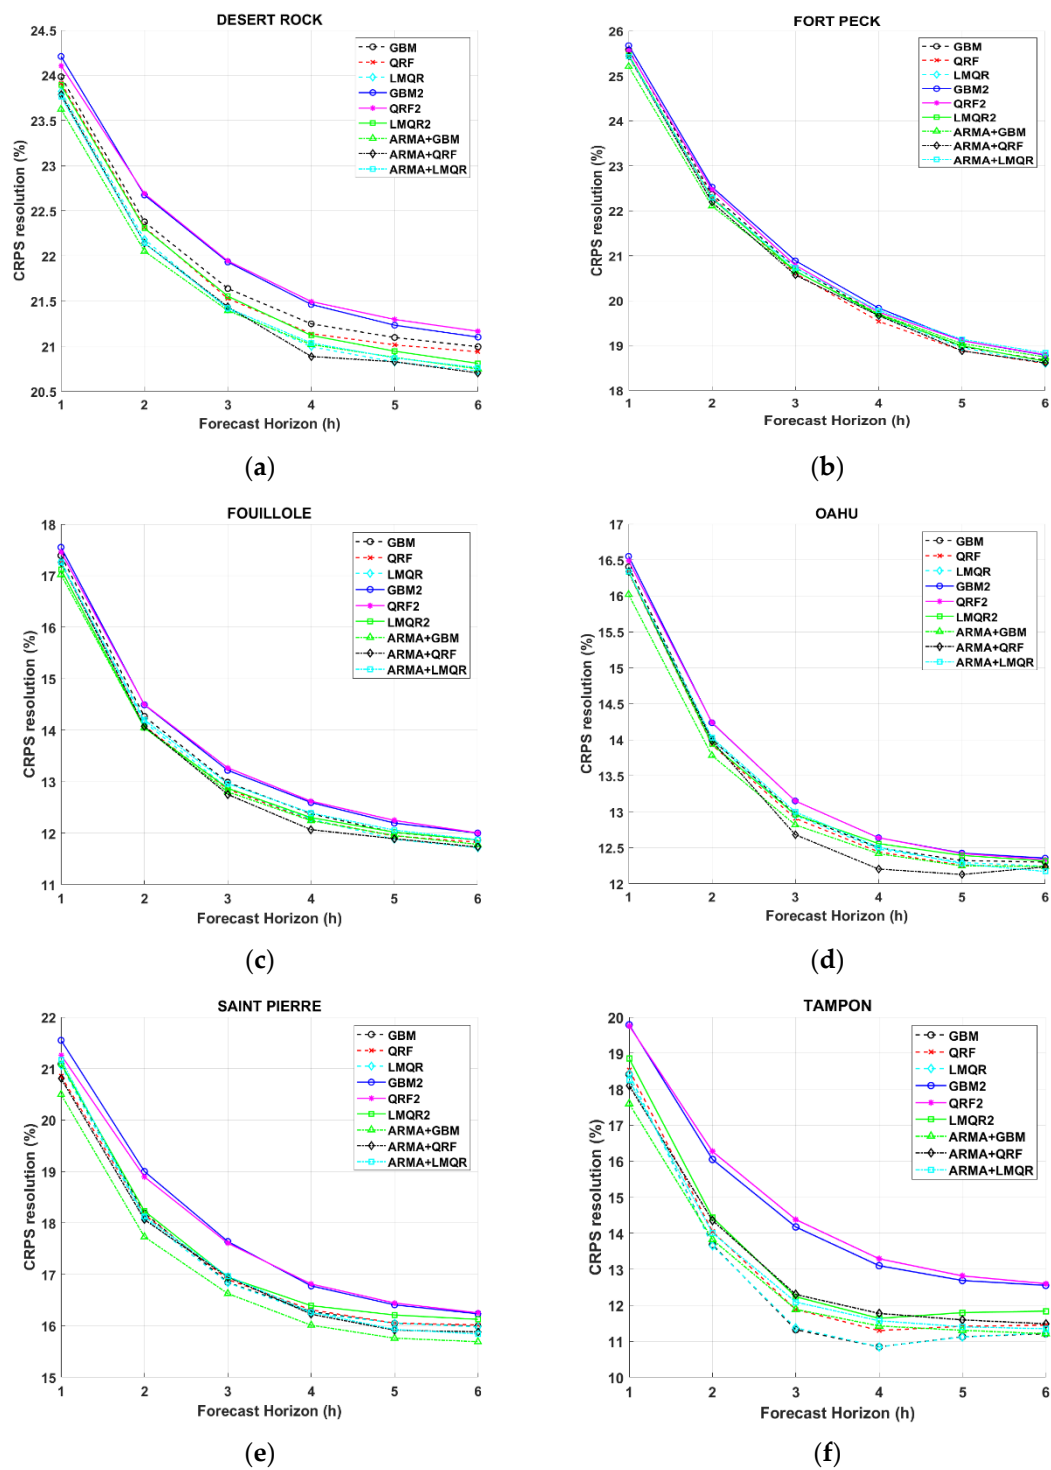 DESERT ROCK
CRPS resolution (%)
24.5
24
23.5
23
22.5
22
21.5
21
20.5
1 2 3 4 5 6
Forecast Horizon (h)
GBM
QRF
LMQR
GBM2
QRF2
LMQR2
ARMA+GBM
ARMA+QRF
ARMA+LMQR
(a)
FORT PECK
CRPS resolution (%)
26
25
24
23
22
21
20
19
18
1 2 3 4 5 6
Forecast Horizon (h)
GBM
QRF
LMQR
GBM2
QRF2
LMQR2
ARMA+GBM
ARMA+QRF
ARMA+LMQR
(b)
FOUILLOLE
CRPS resolution (%)
18
17
16
15
14
13
12
11
1 2 3 4 5 6
Forecast Horizon (h)
GBM
QRF
LMQR
GBM2
QRF2
LMQR2
ARMA+GBM
ARMA+QRF
ARMA+LMQR
(c)
OAHU
CRPS resolution (%)
17
16.5
16
15.5
15
14.5
14
13.5
13
12.5
12
1 2 3 4 5 6
Forecast Horizon (h)
GBM
QRF
LMQR
GBM2
QRF2
LMQR2
ARMA+GBM
ARMA+QRF
ARMA+LMQR
(d)
SAINT PIERRE
CRPS resolution (%)
22
21
20
19
18
17
16
15
1 2 3 4 5 6
Forecast Horizon (h)
GBM
QRF
LMQR
GBM2
QRF2
LMQR2
ARMA+GBM
ARMA+QRF
ARMA+LMQR
(e)
TAMPON
CRPS resolution (%)
20
19
18
17
16
15
14
13
12
11
10
1 2 3 4 5 6
Forecast Horizon (h)
GBM
QRF
LMQR
GBM2
QRF2
LMQR2
ARMA+GBM
ARMA+QRF
ARMA+LMQR
(f)